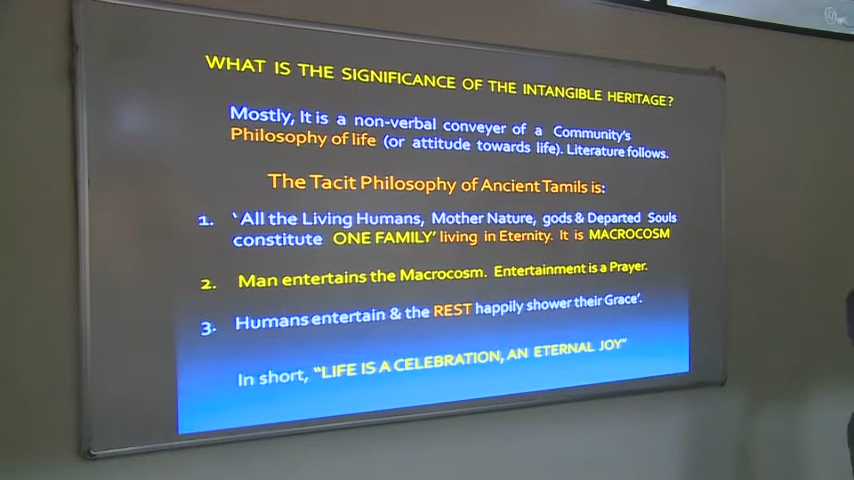 WHAT IS THE SIGNIFICANCE OF THE INTANGIBLE HERITAGE?
Mostly, It is a non-verbal conveyer of a Community's
Philosophy of life (or attitude towards life). Literature follows.
The Tacit Philosophy of Ancient Tamils is:
1. 'All the Living Humans, Mother Nature, gods & Departed Souls
constitute ONE FAMILY' living in Eternity. It is MACROCOSM
2. Man entertains the Macrocosm. Entertainment is a Prayer.
3. Humans entertain & the REST happily shower their Grace'.
In short, "LIFE IS A CELEBRATION, AN ETERNAL JOY"